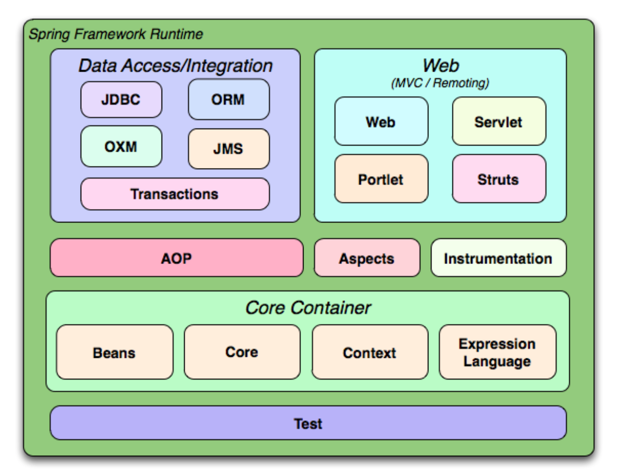 Spring Framework Runtime
Data Access/Integration
JDBC
ORM
OXM
JMS
Transactions
Web
(MVC / Remoting)
Web
Servlet
Portlet
Struts
AOP
Aspects
Instrumentation
Core Container
Beans
Core
Context
Expression
Language
Test